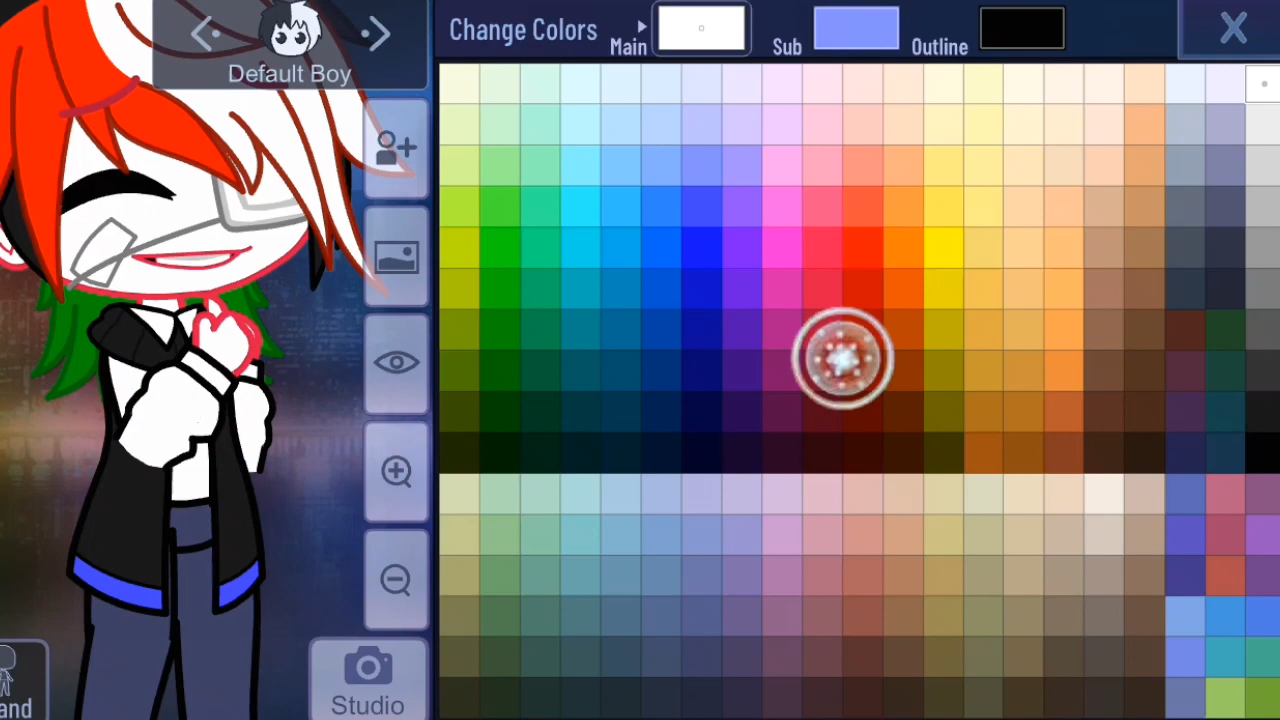 Change Colors
Main
Sub
Outline
X
Default Boy
Studio
and